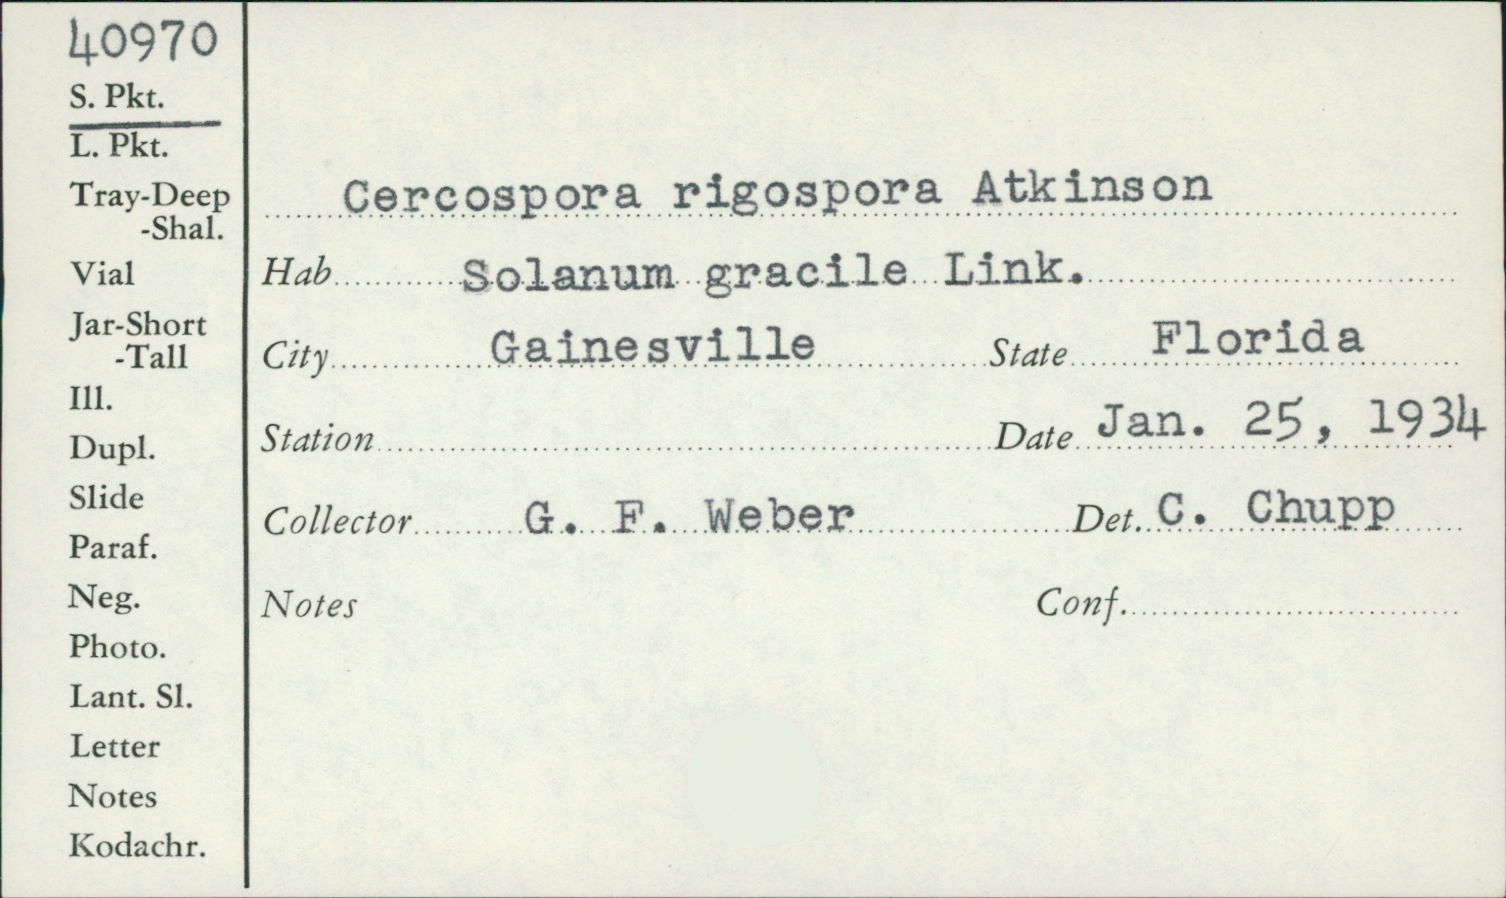 40970
S. Pkt.
L. Pkt.
Tray-Deep
-Shal.
Vial
Jar-Short
-Tall
Ill.
Dupl.
Slide
Paraf.
Neg.
Photo.
Lant. Sl.
Letter
Notes
Kodachr.
Cercospora rigospora Atkinson
Hab Solanum gracile Link.
City Gainesville State Florida
Station Date Jan. 25, 1934
Collector G. F. Weber Det. C. Chupp
Notes Conf.